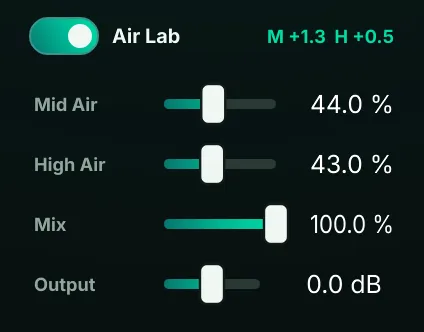 Air Lab M +1.3 H +0.5
Mid Air 44.0 %
High Air 43.0 %
Mix 100.0 %
Output 0.0 dB